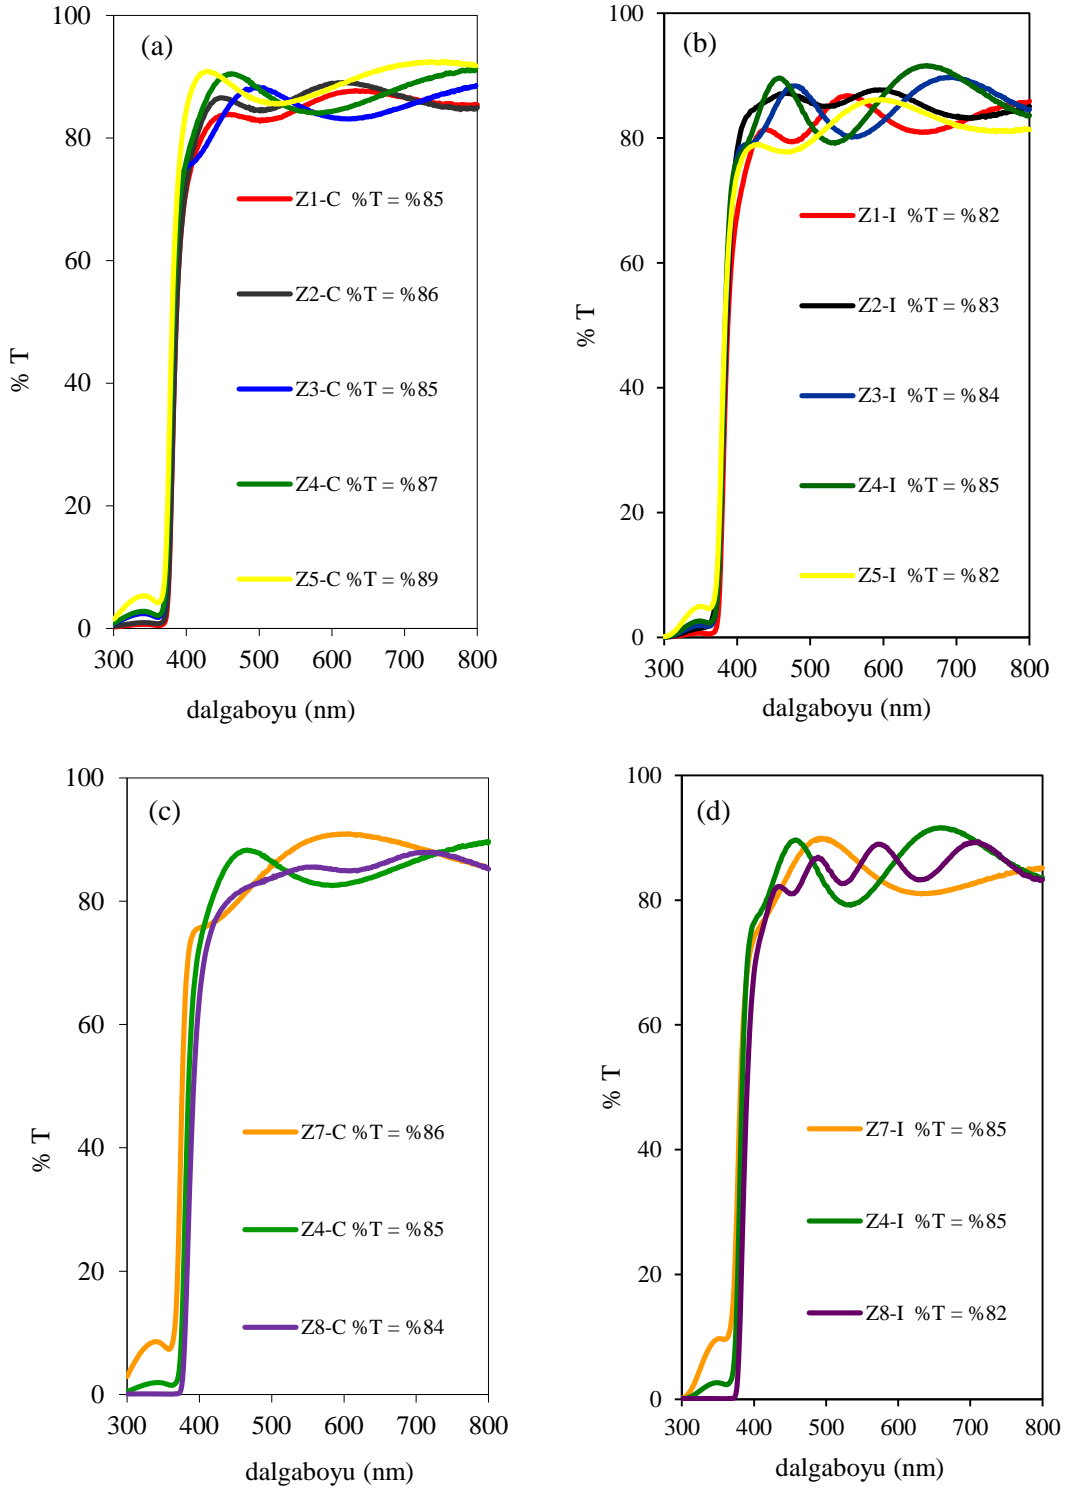 (a)
100
80
60
40
20
0
% T
Z1-C %T = %85
Z2-C %T = %86
Z3-C %T = %85
Z4-C %T = %87
Z5-C %T = %89
300 400 500 600 700 800
dalgaboyu (nm)
(b)
100
80
60
40
20
0
% T
Z1-I %T = %82
Z2-I %T = %83
Z3-I %T = %84
Z4-I %T = %85
Z5-I %T = %82
300 400 500 600 700 800
dalgaboyu (nm)
(c)
100
80
60
40
20
0
% T
Z7-C %T = %86
Z4-C %T = %85
Z8-C %T = %84
300 400 500 600 700 800
dalgaboyu (nm)
(d)
100
80
60
40
20
0
% T
Z7-I %T = %85
Z4-I %T = %85
Z8-I %T = %82
300 400 500 600 700 800
dalgaboyu (nm)